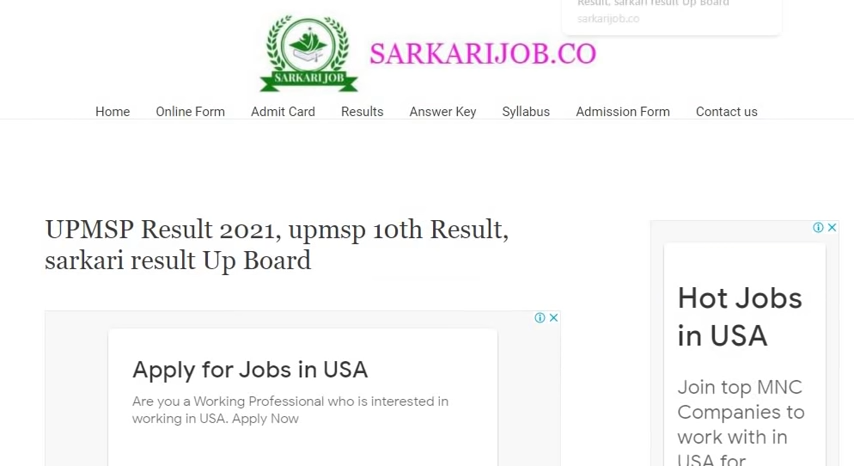 Result, sarkari result Up Board
sarkarijob.co
SARKARI JOB
SARKARIJOB.CO
Home Online Form Admit Card Results Answer Key Syllabus Admission Form Contact us
UPMSP Result 2021, upmsp 10th Result,
sarkari result Up Board
Apply for Jobs in USA
Are you a Working Professional who is interested in
working in USA. Apply Now
Hot Jobs
in USA
Join top MNC
Companies to
work with in
USA for